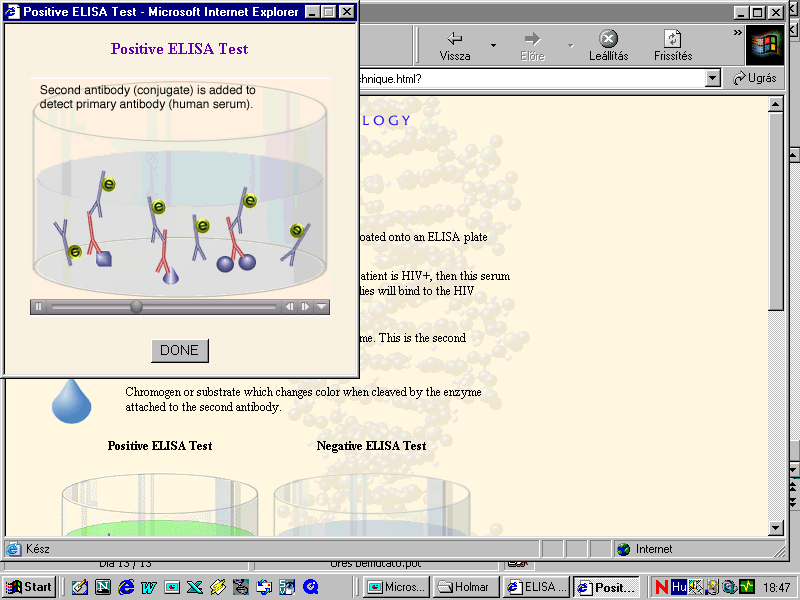 Positive ELISA Test - Microsoft Internet Explorer
Positive ELISA Test
Second antibody (conjugate) is added to
detect primary antibody (human serum).
e
e
e
e
e
e
DONE
Vissza
Előre
Leállítás
Frissítés
»
chnique.html?
Ugrás
LOGY
oated onto an ELISA plate
atient is HIV+, then this serum
lies will bind to the HIV
me. This is the second
Chromogen or substrate which changes color when cleaved by the enzyme
attached to the second antibody.
Positive ELISA Test
Negative ELISA Test
Kész
Internet
Dia 13 / 13
Üres bemutató.pot
Start
Micros...
Holmar
ELISA ...
Posit...
Hu
18:47